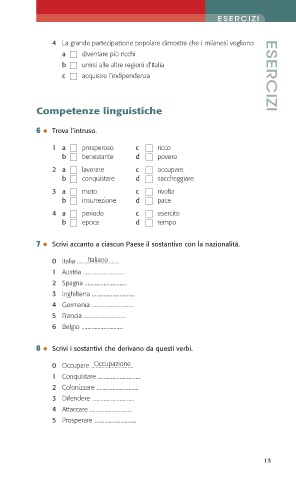 ESERCIZI
4 La grande partecipazione popolare dimostra che i milanesi vogliono
a diventare più ricchi
b unirsi alle altre regioni d'Italia
c acquisire l'indipendenza
ESERCIZI
Competenze linguistiche
6 Trova l'intruso.
1 a prosperoso c ricco
b benestante d povero
2 a lavorare c occupare
b conquistare d saccheggiare
3 a moto c rivolta
b insurrezione d pace
4 a periodo c esercito
b epoca d tempo
7 Scrivi accanto a ciascun Paese il sostantivo con la nazionalità.
0 Italia Italiano
1 Austria
2 Spagna
3 Inghilterra
4 Germania
5 Francia
6 Belgio
8 Scrivi i sostantivi che derivano da questi verbi.
0 Occupare Occupazione
1 Conquistare
2 Colonizzare
3 Difendere
4 Attaccare
5 Prosperare
13